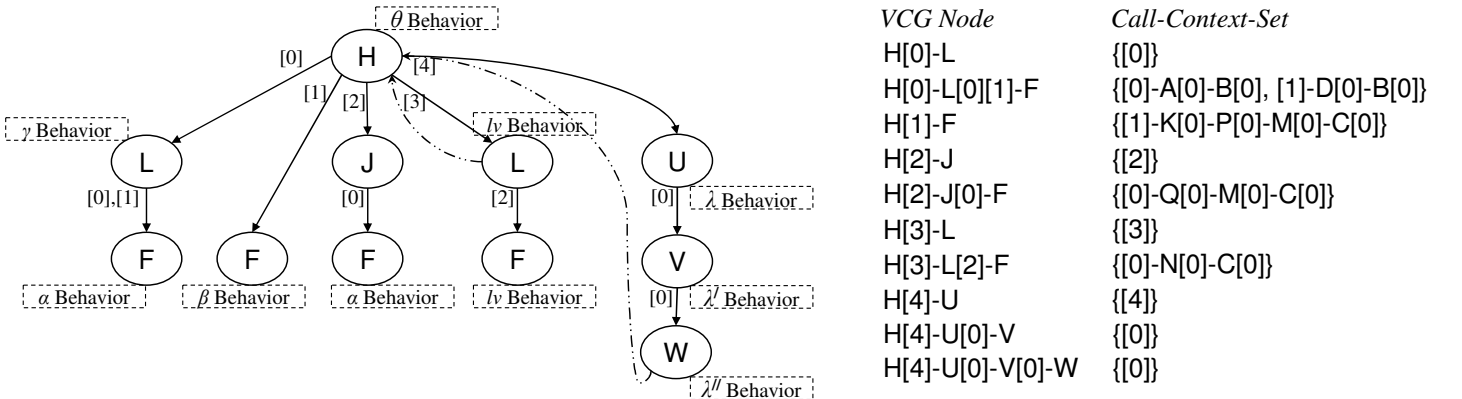 θ Behavior
H
[0]
[1]
[2]
[3]
[4]
γ Behavior
lv Behavior
L
J
L
U
[0],[1]
[0]
[2]
[0]
λ Behavior
F
F
F
F
V
α Behavior
β Behavior
α Behavior
lv Behavior
[0]
λ′ Behavior
W
λ″ Behavior
VCG Node Call-Context-Set
H[0]-L {[0]}
H[0]-L[0][1]-F {[0]-A[0]-B[0], [1]-D[0]-B[0]}
H[1]-F {[1]-K[0]-P[0]-M[0]-C[0]}
H[2]-J {[2]}
H[2]-J[0]-F {[0]-Q[0]-M[0]-C[0]}
H[3]-L {[3]}
H[3]-L[2]-F {[0]-N[0]-C[0]}
H[4]-U {[4]}
H[4]-U[0]-V {[0]}
H[4]-U[0]-V[0]-W {[0]}